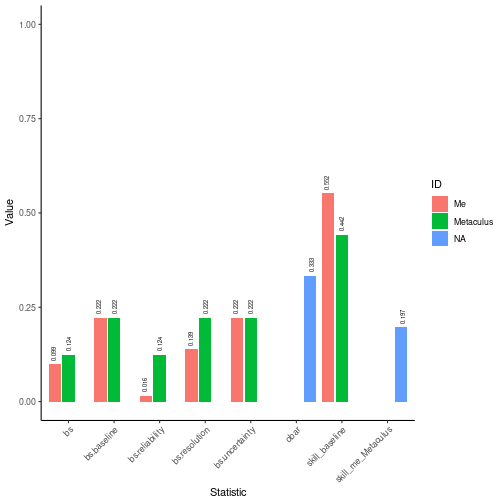 1.00
0.75
0.50
0.25
0.00
Value
0.099
0.124
0.222
0.222
0.016
0.124
0.139
0.222
0.222
0.222
0.333
0.552
0.442
0.197
bs
bs.baseline
bs.reliability
bs.resolution
bs.uncertainty
obar
skill_baseline
skill_me_Metaculus
Statistic
ID
Me
Metaculus
NA